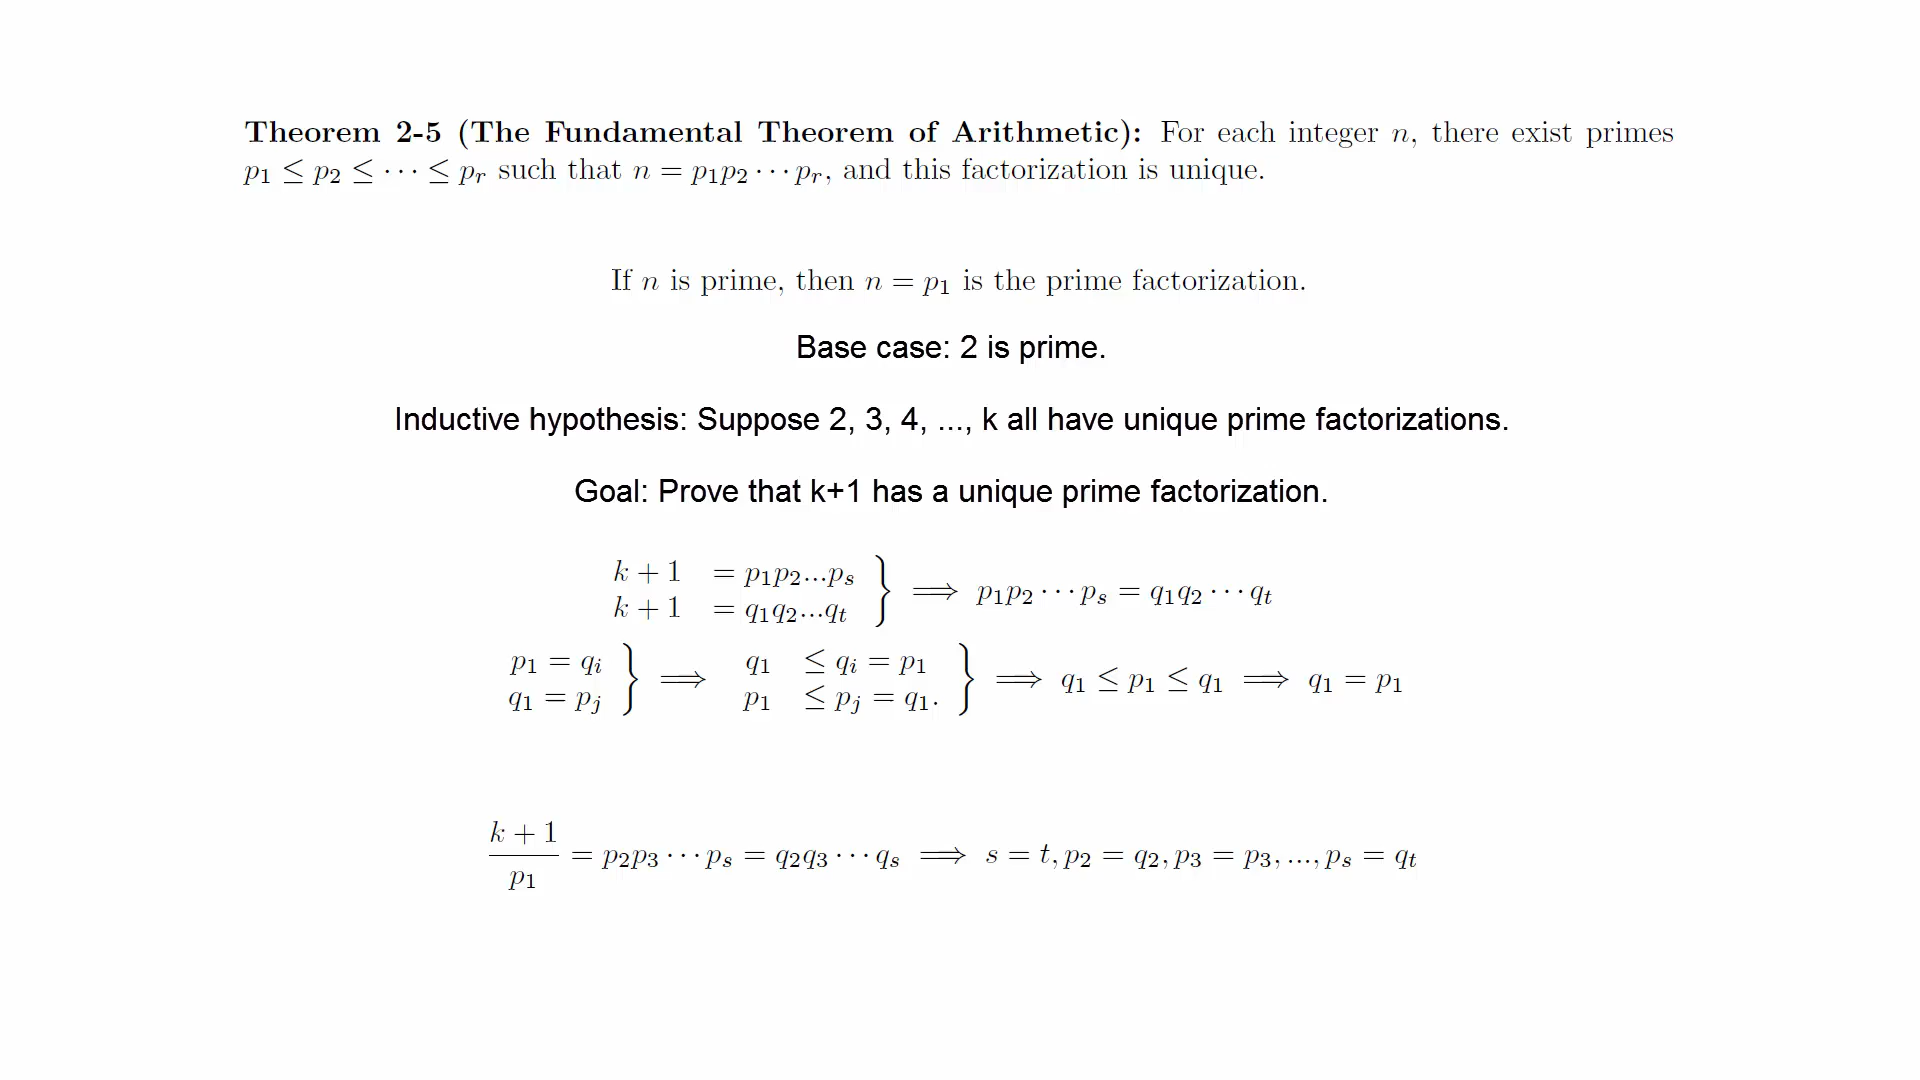 Theorem 2-5 (The Fundamental Theorem of Arithmetic): For each integer n, there exist primes
p₁ ≤ p₂ ≤ ⋯ ≤ pᵣ such that n = p₁p₂ ⋯ pᵣ, and this factorization is unique.
If n is prime, then n = p₁ is the prime factorization.
Base case: 2 is prime.
Inductive hypothesis: Suppose 2, 3, 4, ..., k all have unique prime factorizations.
Goal: Prove that k+1 has a unique prime factorization.
k + 1 = p₁p₂...pₛ
k + 1 = q₁q₂...qₜ } ⟹ p₁p₂ ⋯ pₛ = q₁q₂ ⋯ qₜ
p₁ = qᵢ
q₁ = pⱼ } ⟹ q₁ ≤ qᵢ = p₁
p₁ ≤ pⱼ = q₁. } ⟹ q₁ ≤ p₁ ≤ q₁ ⟹ q₁ = p₁
(k + 1)/p₁ = p₂p₃ ⋯ pₛ = q₂q₃ ⋯ qₛ ⟹ s = t, p₂ = q₂, p₃ = p₃, ..., pₛ = qₜ